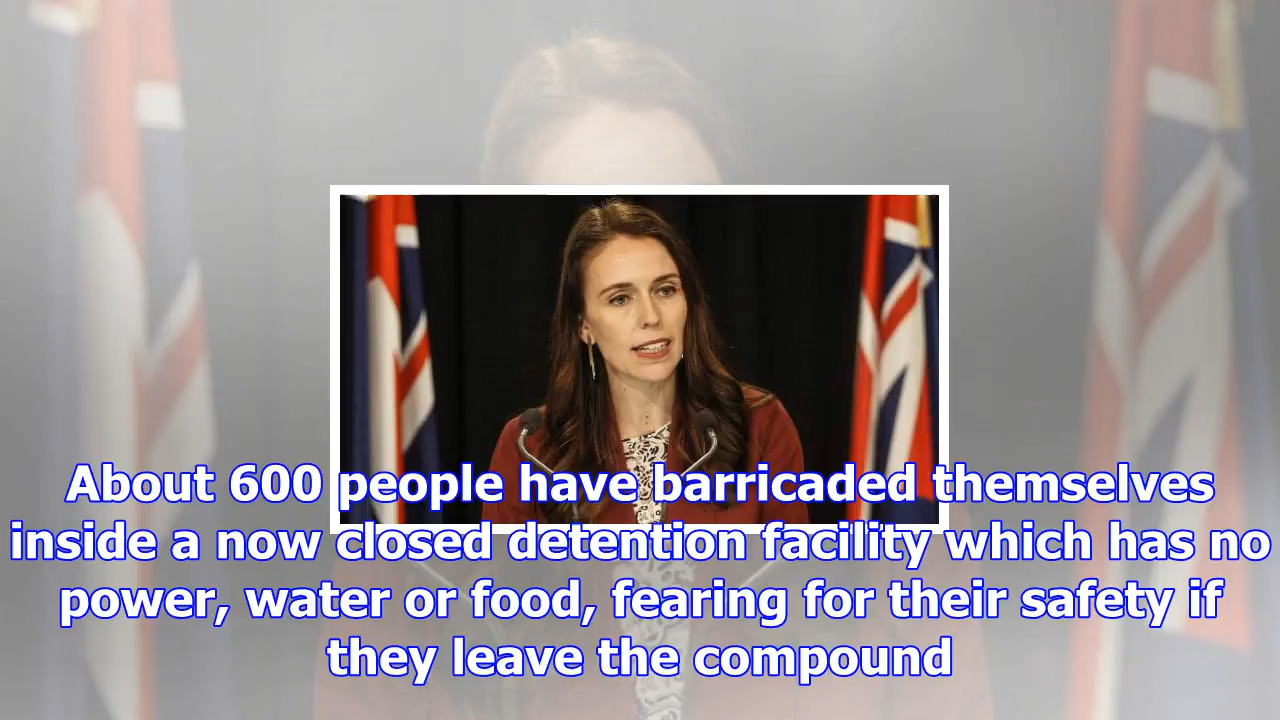 About 600 people have barricaded themselves
inside a now closed detention facility which has no
power, water or food, fearing for their safety if
they leave the compound